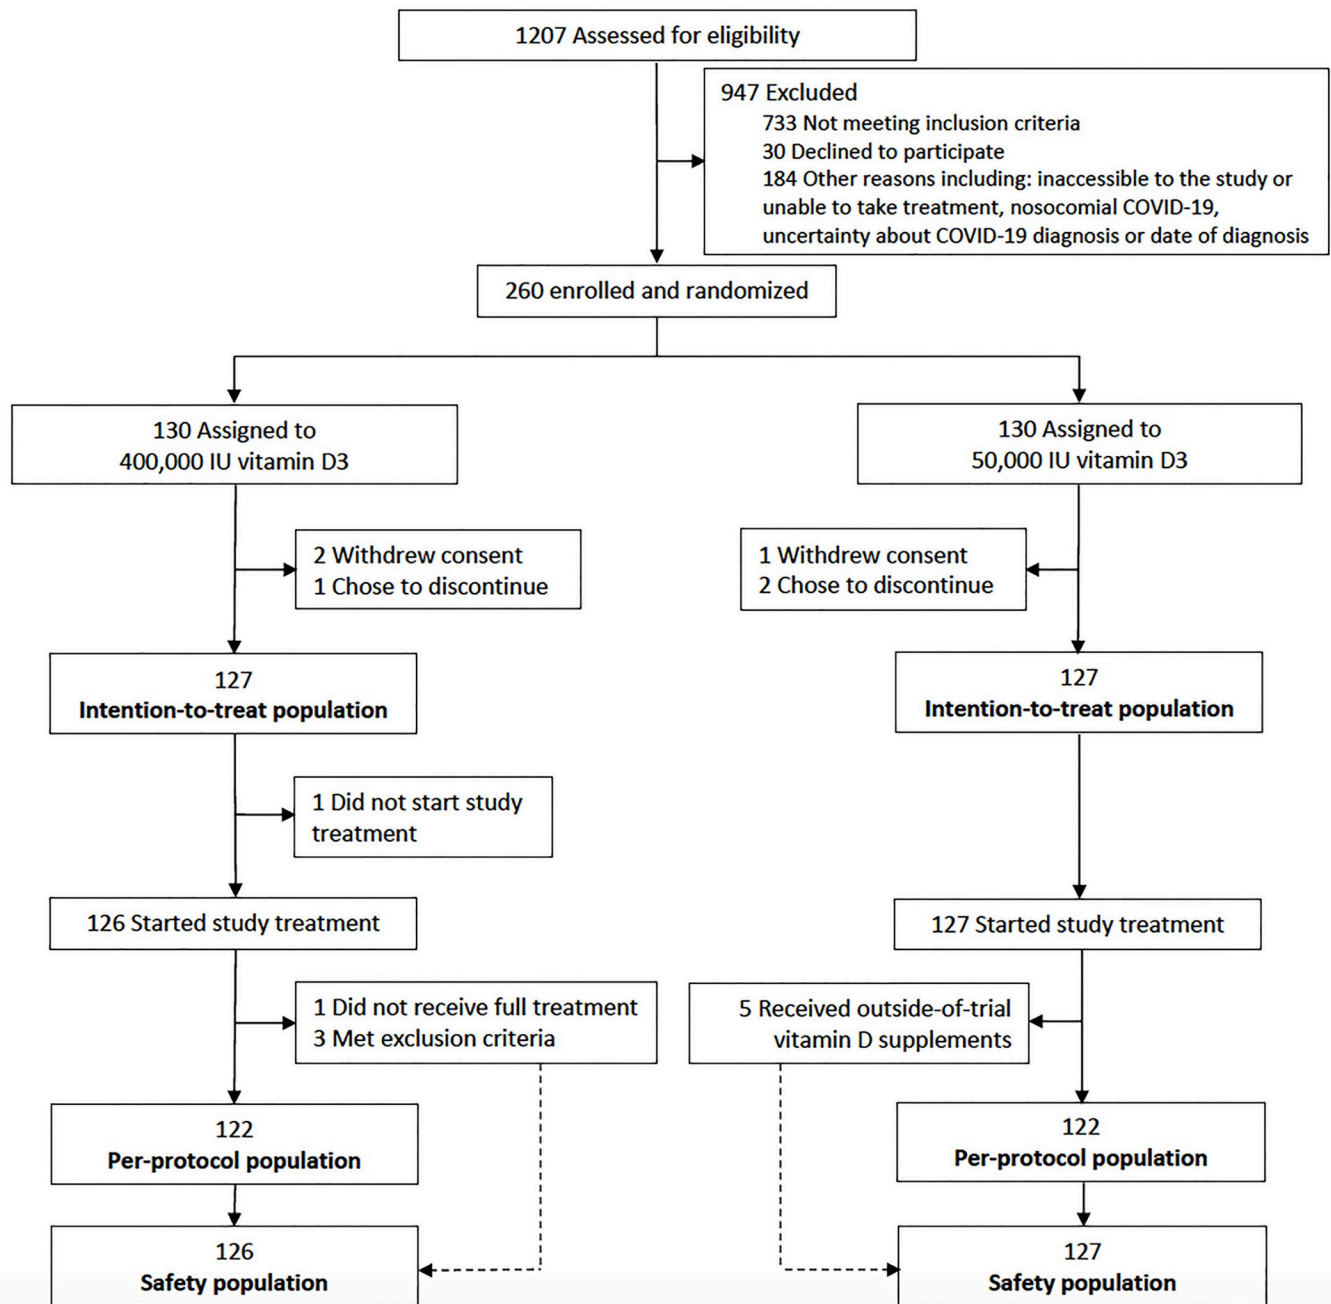 1207 Assessed for eligibility
947 Excluded
733 Not meeting inclusion criteria
30 Declined to participate
184 Other reasons including: inaccessible to the study or
unable to take treatment, nosocomial COVID-19,
uncertainty about COVID-19 diagnosis or date of diagnosis
260 enrolled and randomized
130 Assigned to
400,000 IU vitamin D3
130 Assigned to
50,000 IU vitamin D3
2 Withdrew consent
1 Chose to discontinue
1 Withdrew consent
2 Chose to discontinue
127
Intention-to-treat population
127
Intention-to-treat population
1 Did not start study
treatment
126 Started study treatment
127 Started study treatment
1 Did not receive full treatment
3 Met exclusion criteria
5 Received outside-of-trial
vitamin D supplements
122
Per-protocol population
122
Per-protocol population
126
Safety population
127
Safety population